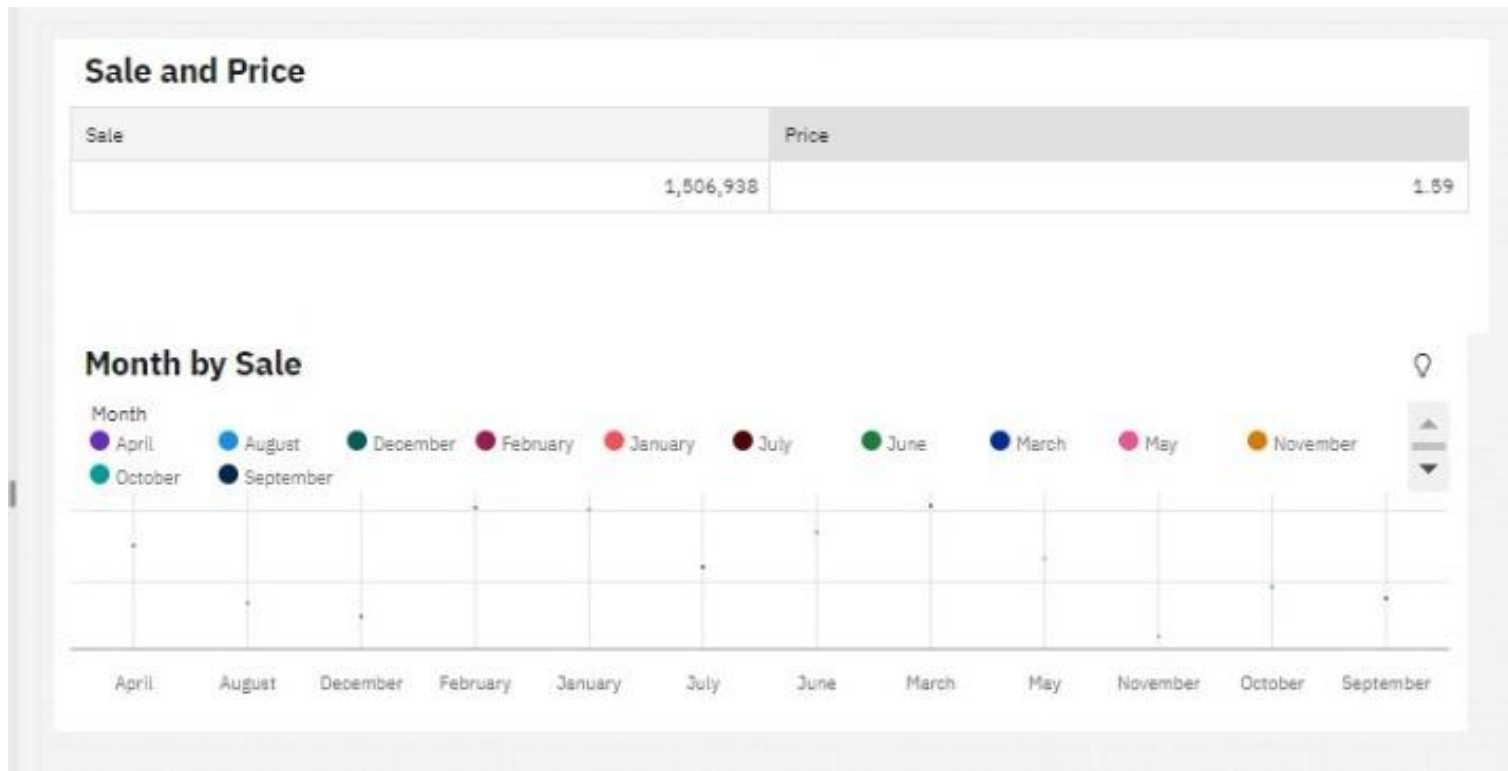 Sale and Price
Sale Price
1,506,938 1.59
Month by Sale
Month
April August December February January July June March May November
October September
April August December February January July June March May November October September